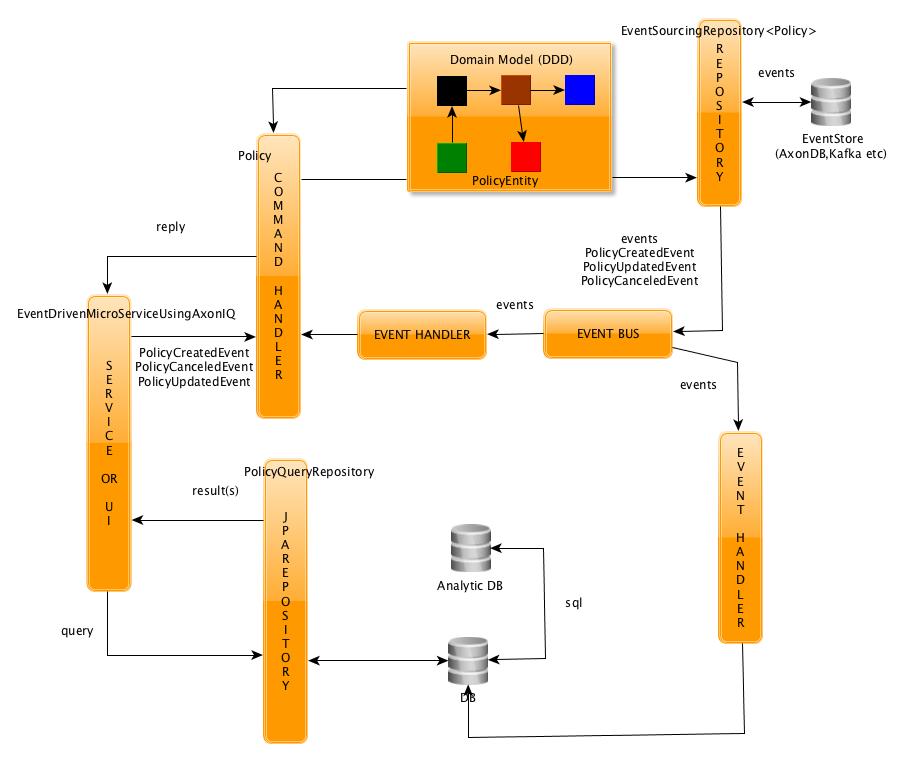 EventSourcingRepository<Policy>
REPOSITORY
Domain Model (DDD)
PolicyEntity
events
EventStore
(AxonDB,Kafka etc)
Policy
COMMAND HANDLER
reply
events
PolicyCreatedEvent
PolicyUpdatedEvent
PolicyCanceledEvent
EventDrivenMicroServiceUsingAxonIQ
SERVICE OR UI
PolicyCreatedEvent
PolicyCanceledEvent
PolicyUpdatedEvent
EVENT HANDLER
events
EVENT BUS
events
EVENT HANDLER
PolicyQueryRepository
JPAREPOSITORY
result(s)
query
Analytic DB
sql
DB